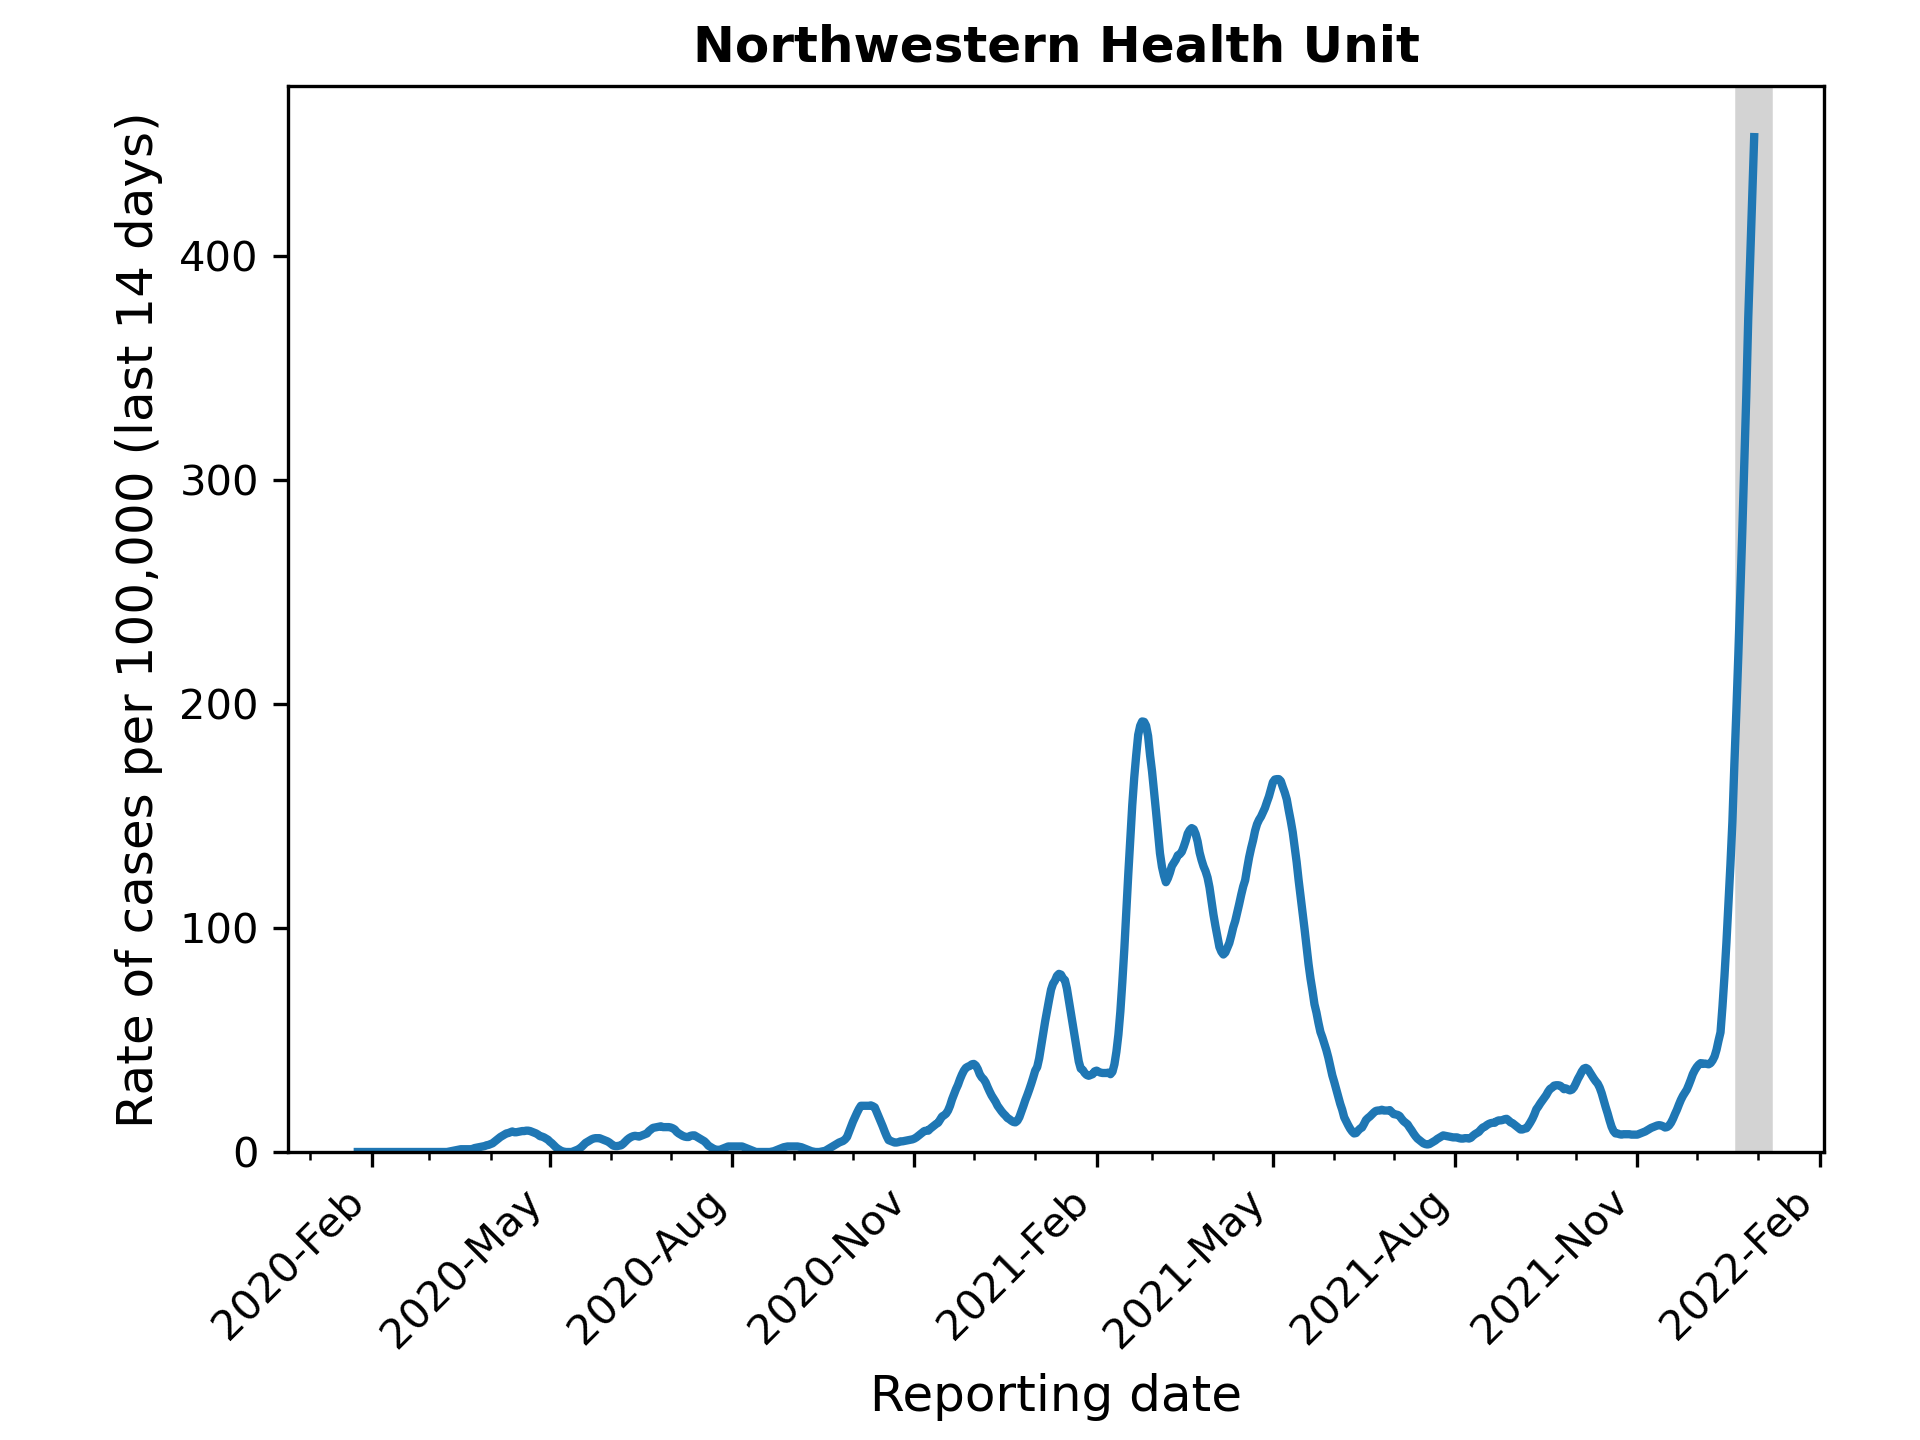 Northwestern Health Unit
Rate of cases per 100,000 (last 14 days)
400
300
200
100
0
2020-Feb
2020-May
2020-Aug
2020-Nov
2021-Feb
2021-May
2021-Aug
2021-Nov
2022-Feb
Reporting date